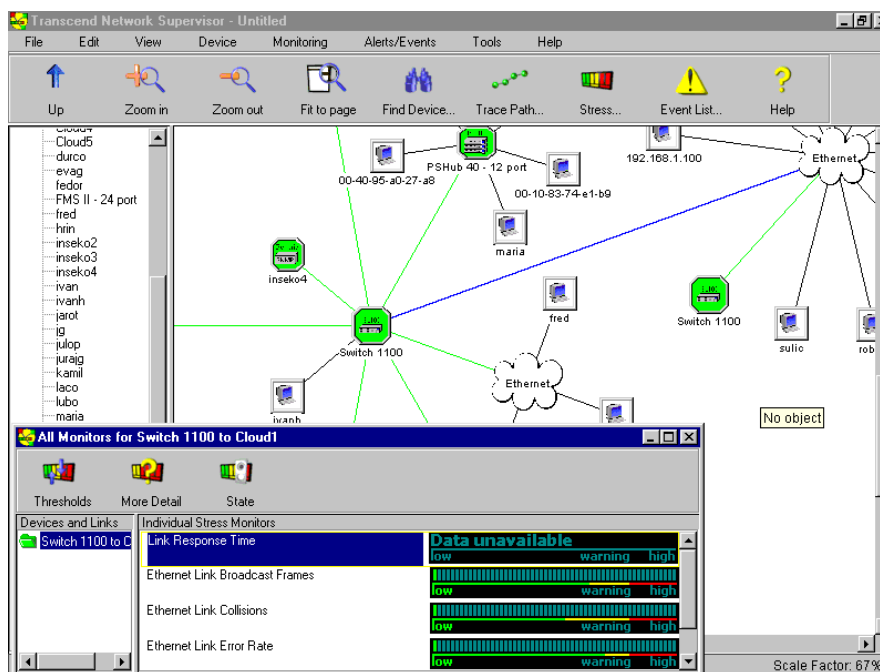 Transcend Network Supervisor - Untitled
File Edit View Device Monitoring Alerts/Events Tools Help
Up Zoom in Zoom out Fit to page Find Device... Trace Path... Stress... Event List... Help
Cloud4
Cloud5
durco
evag
fedor
FMS II - 24 port
fred
hrin
inseko2
inseko3
inseko4
ivan
ivanh
jarot
jg
julop
jurajg
kamil
laco
lubo
maria
PSHub 40 - 12 port
192.168.1.100
Ethernet
00-40-95-a0-27-a8
00-10-83-74-e1-b9
maria
inseko4
fred
Switch 1100
Switch 1100
sulic
rob
Ethernet
ivanh
No object
All Monitors for Switch 1100 to Cloud1
Thresholds More Detail State
Devices and Links
Switch 1100 to C
Individual Stress Monitors
Link Response Time
Data unavailable
low warning high
Ethernet Link Broadcast Frames
low warning high
Ethernet Link Collisions
low warning high
Ethernet Link Error Rate
low warning high
Scale Factor: 67%